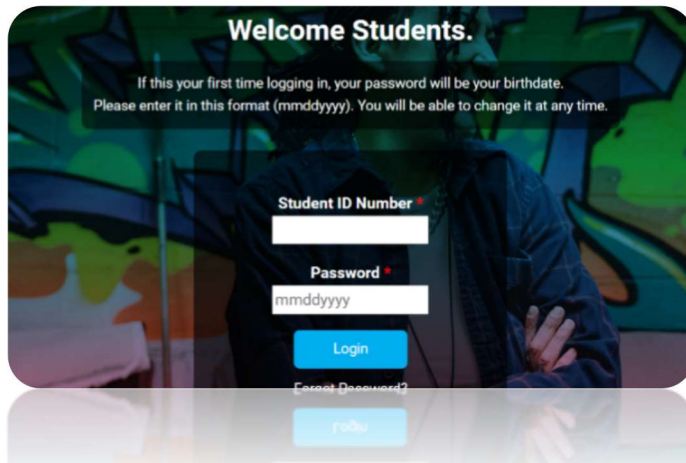 Welcome Students.
If this your first time logging in, your password will be your birthdate.
Please enter it in this format (mmddyyyy). You will be able to change it at any time.
Student ID Number *
Password *
mmddyyyy
Login
Forgot Password?